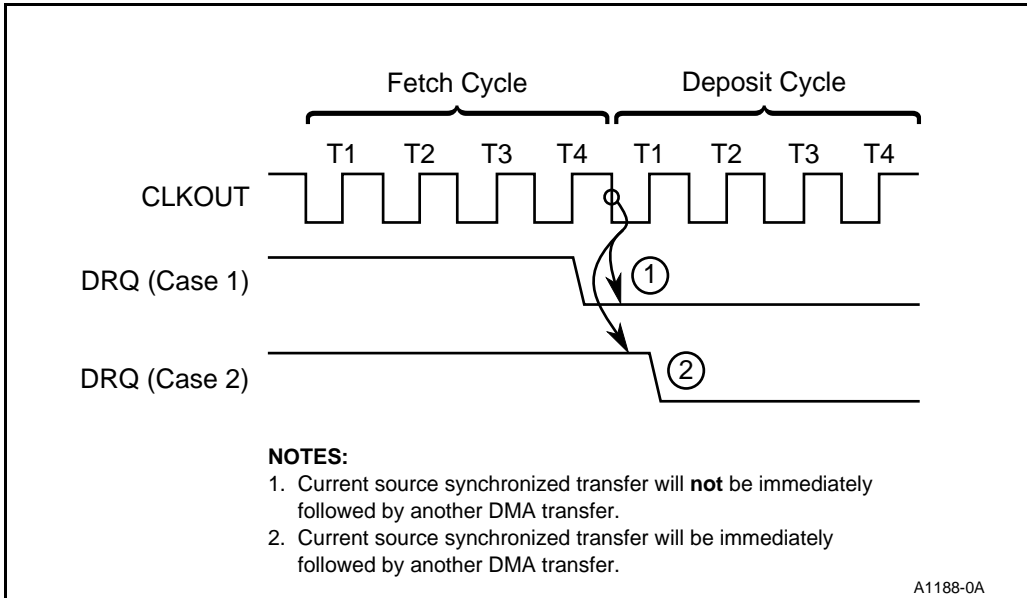 Fetch Cycle Deposit Cycle
T1 T2 T3 T4 T1 T2 T3 T4
CLKOUT
DRQ (Case 1)
1
DRQ (Case 2)
2
NOTES:
1. Current source synchronized transfer will not be immediately
followed by another DMA transfer.
2. Current source synchronized transfer will be immediately
followed by another DMA transfer.
A1188-0A